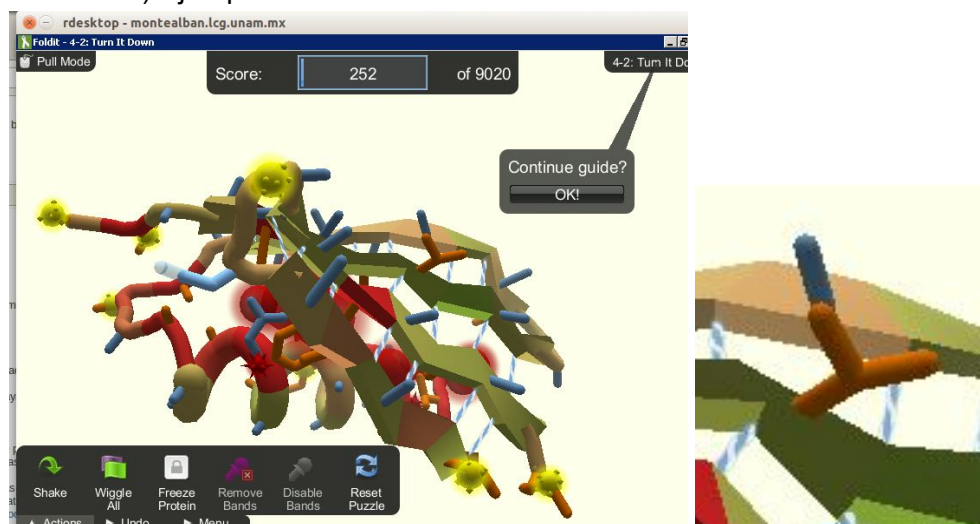 rdesktop - montealban.lcg.unam.mx
Foldit - 4-2: Turn It Down
Pull Mode
Score: 252 of 9020
4-2: Turn It Do
Continue guide?
OK!
Shake Wiggle All Freeze Protein Remove Bands Disable Bands Reset Puzzle
Actions Undo Menu